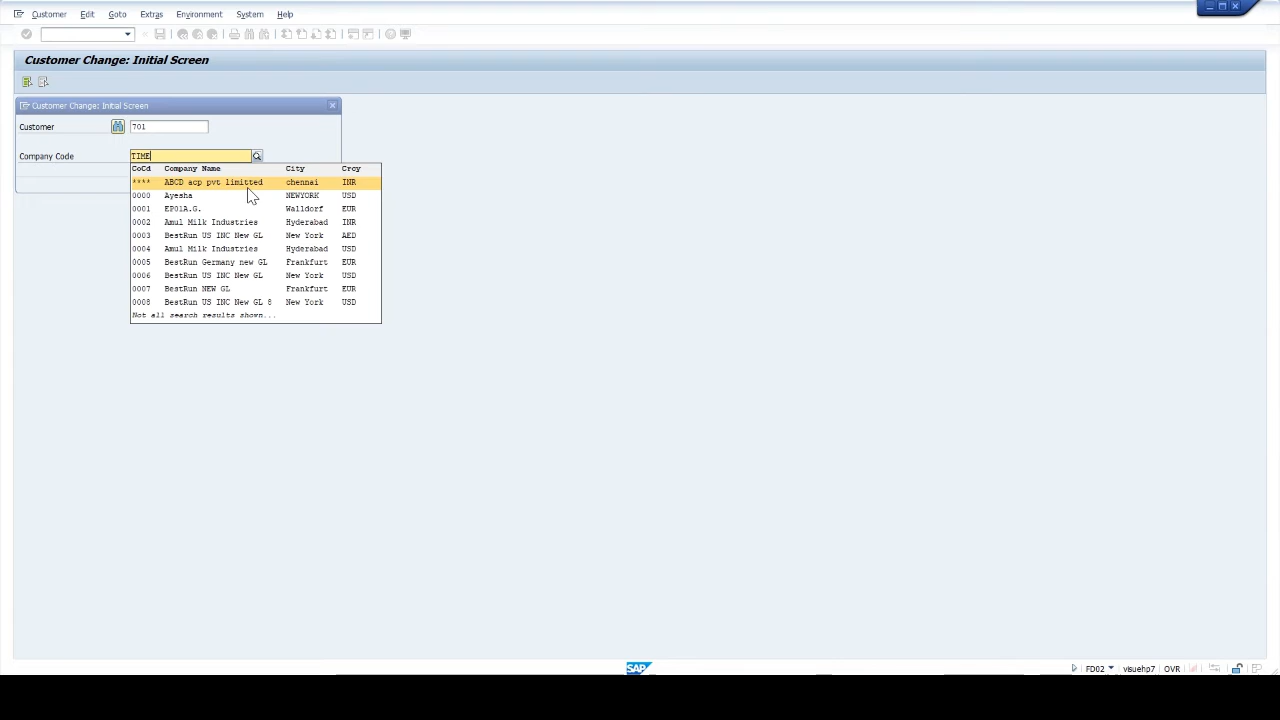 Customer Edit Goto Extras Environment System Help
Customer Change: Initial Screen
Customer Change: Initial Screen
Customer 701
Company Code TIME
CoCd Company Name City Crcy
**** ABCD acp pvt limitted chennai INR
0000 Ayesha NEWYORK USD
0001 EP01A.G. Walldorf EUR
0002 Amul Milk Industries Hyderabad INR
0003 BestRun US INC New GL New York AED
0004 Amul Milk Industries Hyderabad USD
0005 BestRun Germany new GL Frankfurt EUR
0006 BestRun US INC New GL New York USD
0007 BestRun NEW GL Frankfurt EUR
0008 BestRun US INC New GL 8 New York USD
Not all search results shown...
SAP FD02 visuehp7 OVR